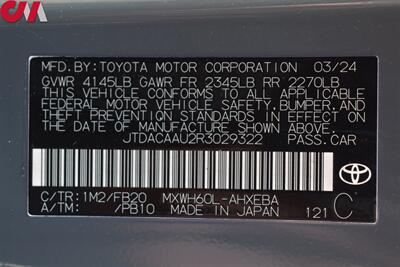 MFD.BY:TOYOTA MOTOR CORPORATION 03/24
GVWR 4145LB GAWR FR 2345LB RR 2270LB
THIS VEHICLE CONFORMS TO ALL APPLICABLE
FEDERAL MOTOR VEHICLE SAFETY,BUMPER,AND
THEFT PREVENTION STANDARDS IN EFFECT ON
THE DATE OF MANUFACTURE SHOWN ABOVE.
JTDACAAU2R3029322 PASS.CAR
C/TR:1M2/FB20 MXWH60L-AHXEBA
A/TM: /PB10 MADE IN JAPAN 121 C
TOYOTA